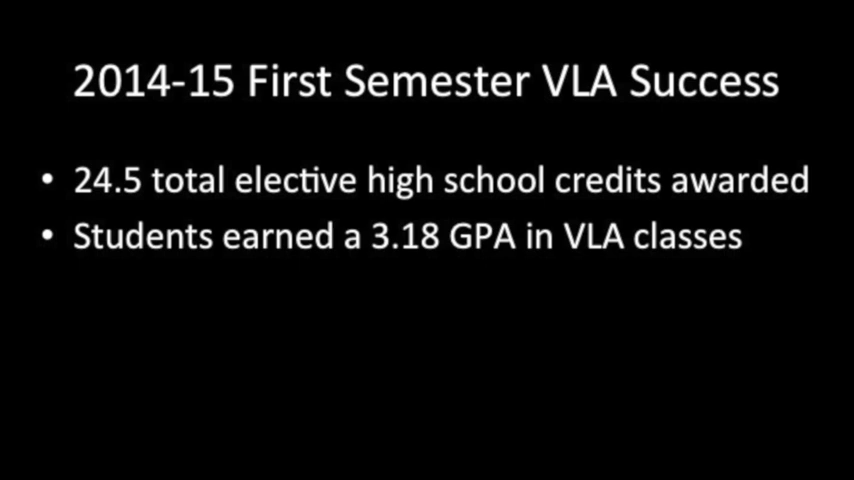 2014-15 First Semester VLA Success
• 24.5 total elective high school credits awarded
• Students earned a 3.18 GPA in VLA classes